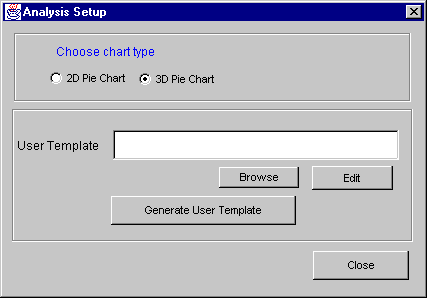 Analysis Setup
Choose chart type
2D Pie Chart 3D Pie Chart
User Template
Browse Edit
Generate User Template
Close